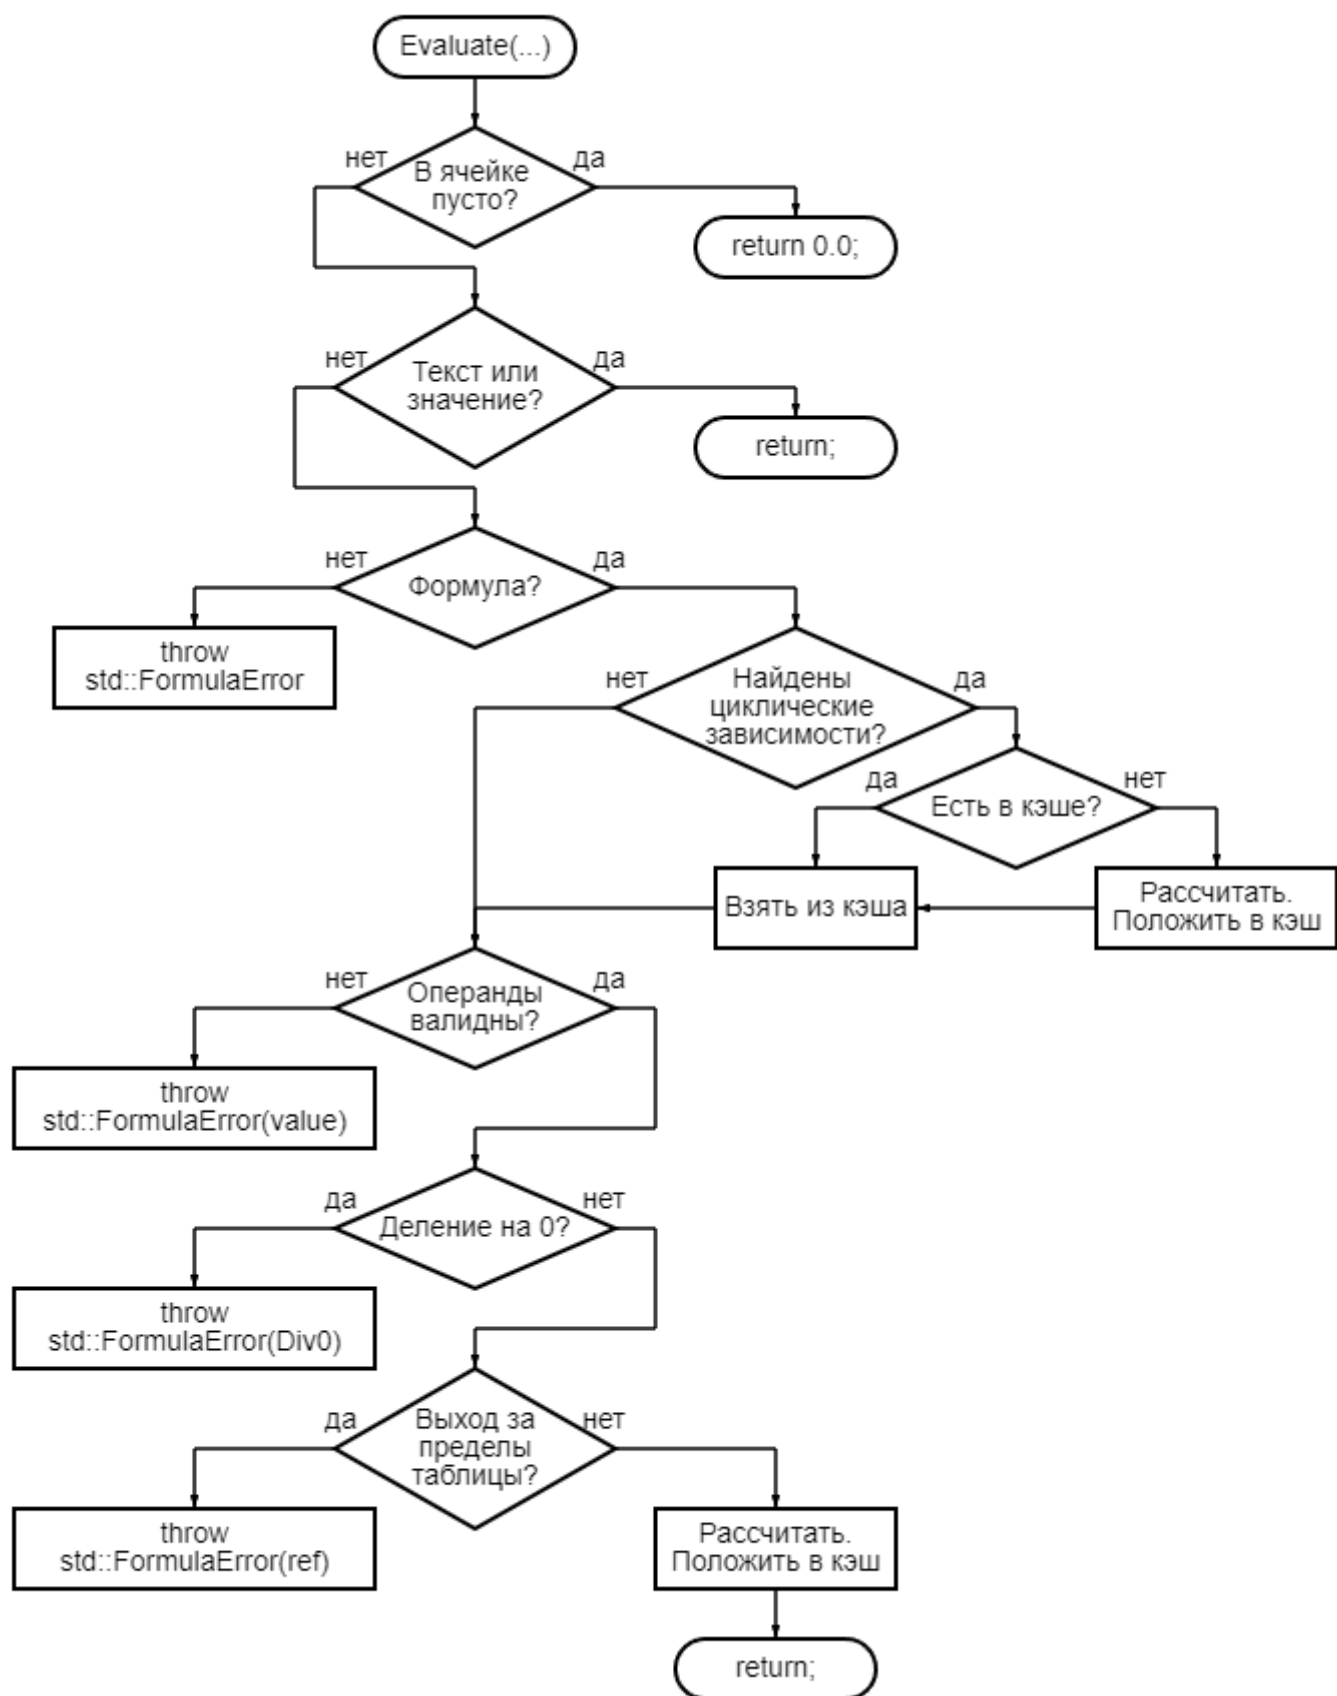 Evaluate(...)
нет
да
В ячейке
пусто?
return 0.0;
нет
да
Текст или
значение?
return;
нет
да
Формула?
throw
std::FormulaError
нет
да
Найдены
циклические
зависимости?
да
нет
Есть в кэше?
Взять из кэша
Рассчитать.
Положить в кэш
нет
да
Операнды
валидны?
throw
std::FormulaError(value)
да
нет
Деление на 0?
throw
std::FormulaError(Div0)
да
нет
Выход за
пределы
таблицы?
throw
std::FormulaError(ref)
Рассчитать.
Положить в кэш
return;